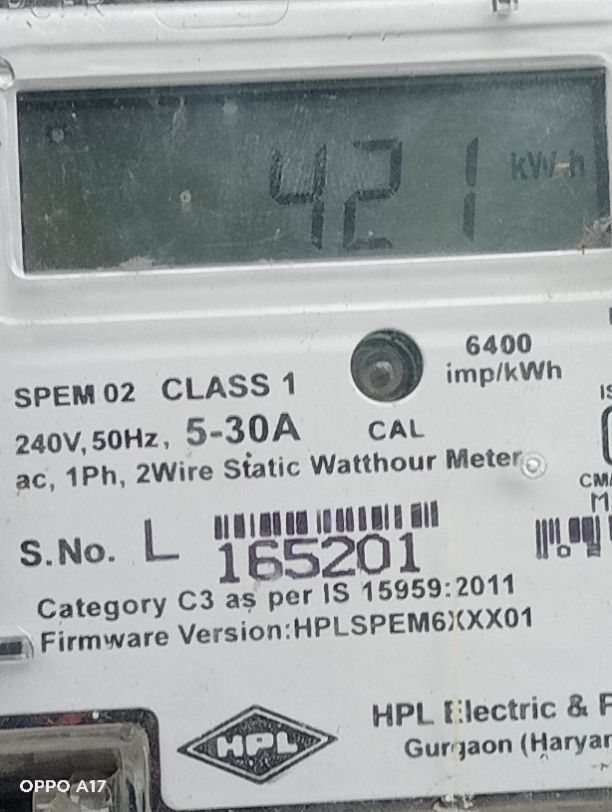 421 kWh
6400
imp/kWh
SPEM 02 CLASS 1
240V, 50Hz, 5-30A
CAL
ac, 1Ph, 2Wire Static Watthour Meter
S.No. L 165201
Category C3 as per IS 15959:2011
Firmware Version:HPLSPEM6XXX01
HPL
HPL Electric &
Gurgaon
OPPO A17